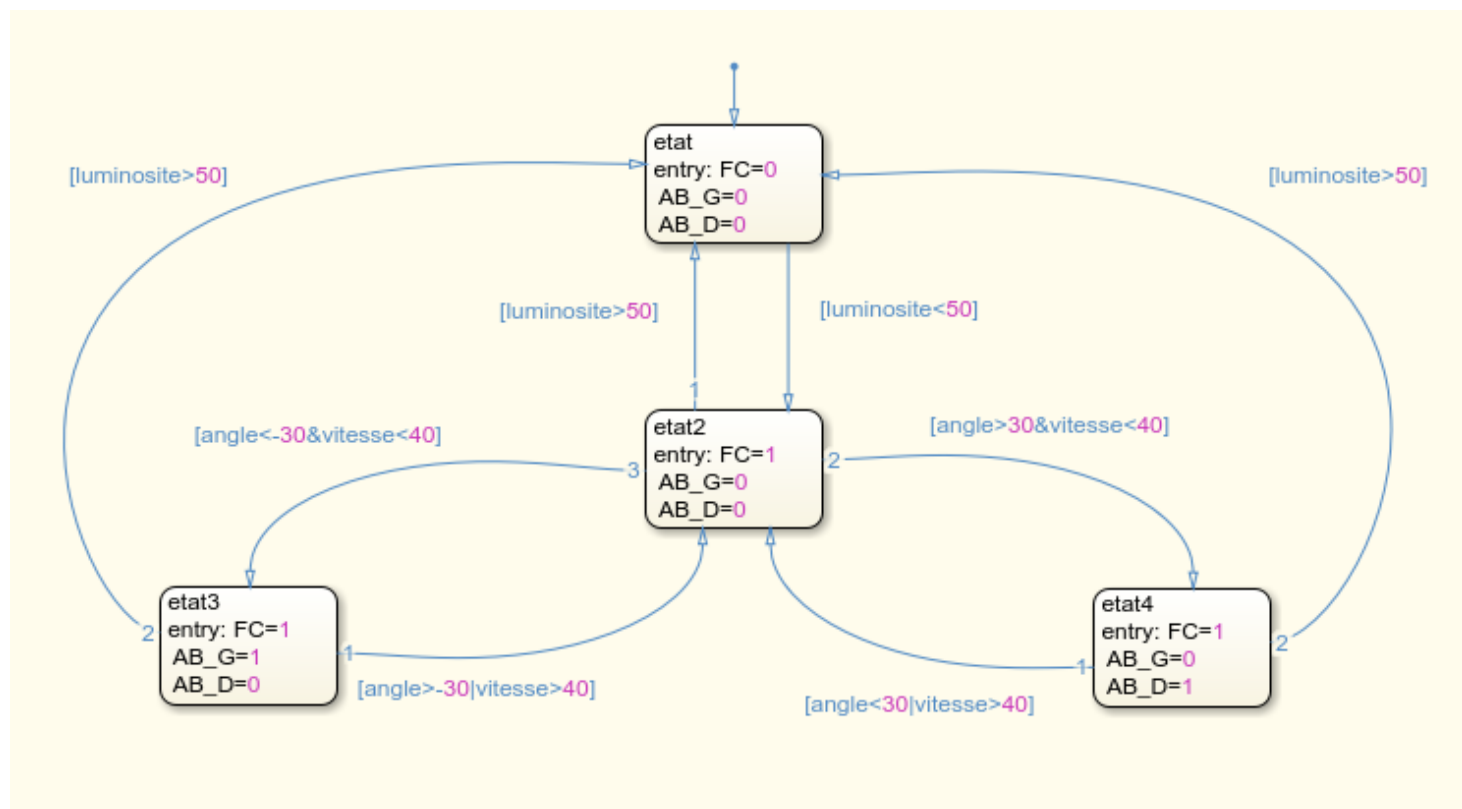 etat
entry: FC=0
AB_G=0
AB_D=0
[luminosite>50]
[luminosite>50]
[luminosite>50]
[luminosite<50]
1
[angle<-30&vitesse<40]
[angle>30&vitesse<40]
etat2
entry: FC=1
AB_G=0
AB_D=0
3
2
etat3
entry: FC=1
AB_G=1
AB_D=0
2
1
[angle>-30|vitesse>40]
etat4
entry: FC=1
AB_G=0
AB_D=1
2
1
[angle<30|vitesse>40]